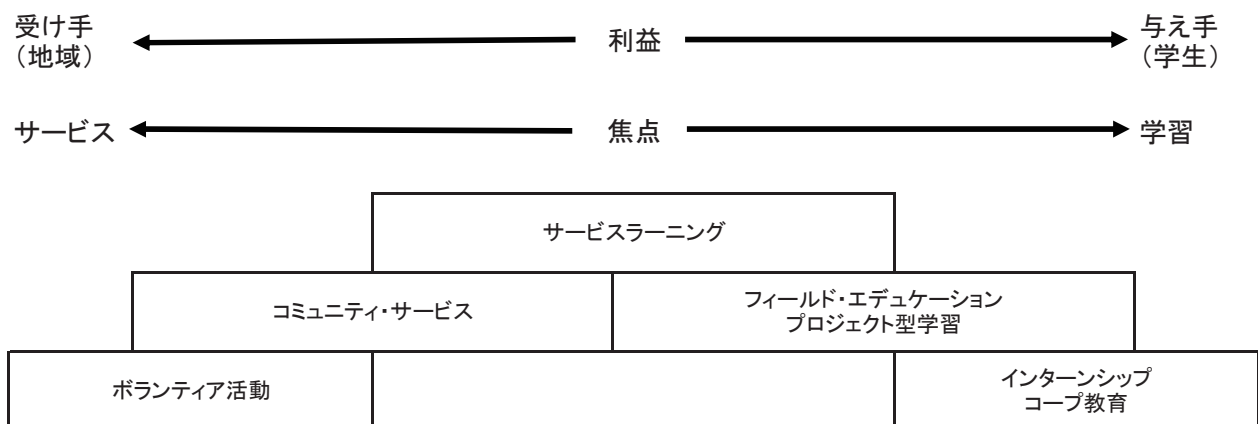 受け手
（地域）
利益
与え手
（学生）
サービス
焦点
学習
サービスラーニング
コミュニティ・サービス
フィールド・エデュケーション
プロジェクト型学習
ボランティア活動
インターンシップ
コープ教育